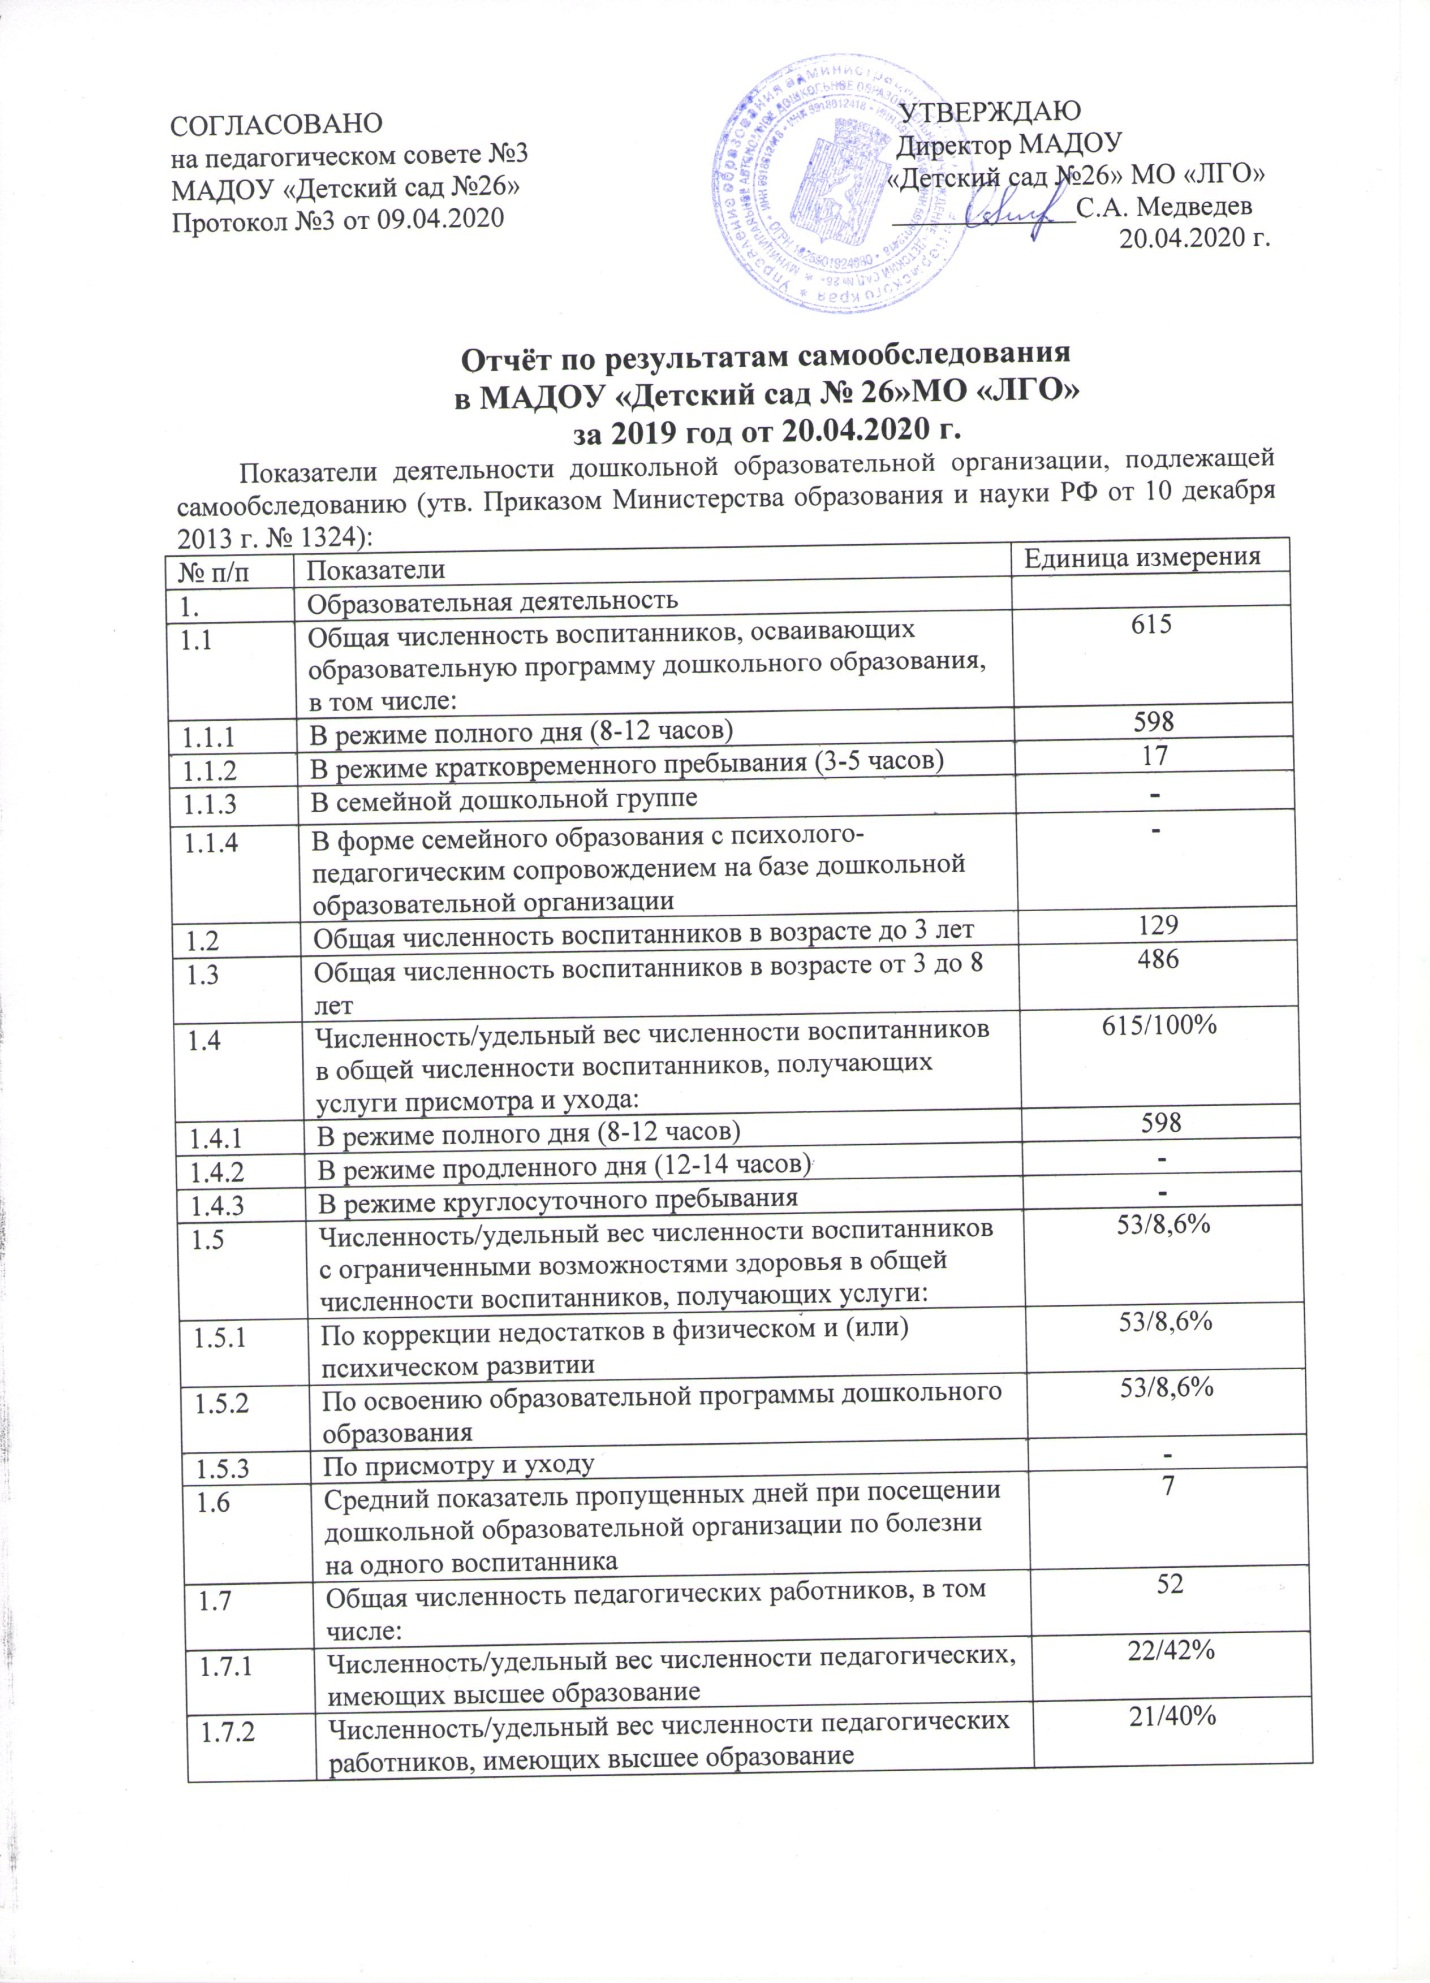 СОГЛАСОВАНО
на педагогическом совете №3
МАДОУ «Детский сад №26»
Протокол №3 от 09.04.2020
УТВЕРЖДАЮ
Директор МАДОУ
«Детский сад №26» МО «ЛГО»
С.А. Медведев
20.04.2020 г.
Отчёт по результатам самообследования
в МАДОУ «Детский сад № 26»МО «ЛГО»
за 2019 год от 20.04.2020 г.
Показатели деятельности дошкольной образовательной организации, подлежащей
самообследованию (утв. Приказом Министерства образования и науки РФ от 10 декабря
2013 г. № 1324):
№ п/п Показатели Единица измерения
1. Образовательная деятельность
1.1 Общая численность воспитанников, осваивающих 615
образовательную программу дошкольного образования,
в том числе:
1.1.1 В режиме полного дня (8-12 часов) 598
1.1.2 В режиме кратковременного пребывания (3-5 часов) 17
1.1.3 В семейной дошкольной группе -
1.1.4 В форме семейного образования с психолого- -
педагогическим сопровождением на базе дошкольной
образовательной организации
1.2 Общая численность воспитанников в возрасте до 3 лет 129
1.3 Общая численность воспитанников в возрасте от 3 до 8 486
лет
1.4 Численность/удельный вес численности воспитанников 615/100%
в общей численности воспитанников, получающих
услуги присмотра и ухода:
1.4.1 В режиме полного дня (8-12 часов) 598
1.4.2 В режиме продленного дня (12-14 часов) -
1.4.3 В режиме круглосуточного пребывания -
1.5 Численность/удельный вес численности воспитанников 53/8,6%
с ограниченными возможностями здоровья в общей
численности воспитанников, получающих услуги:
1.5.1 По коррекции недостатков в физическом и (или) 53/8,6%
психическом развитии
1.5.2 По освоению образовательной программы дошкольного 53/8,6%
образования
1.5.3 По присмотру и уходу -
1.6 Средний показатель пропущенных дней при посещении 7
дошкольной образовательной организации по болезни
на одного воспитанника
1.7 Общая численность педагогических работников, в том 52
числе:
1.7.1 Численность/удельный вес численности педагогических, 22/42%
имеющих высшее образование
1.7.2 Численность/удельный вес численности педагогических 21/40%
работников, имеющих высшее образование